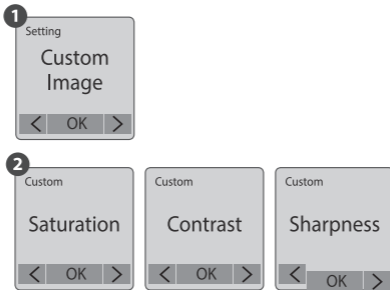 1
Setting
Custom
Image
< OK >
2
Custom
Saturation
< OK >
Custom
Contrast
< OK >
Custom
Sharpness
< OK >